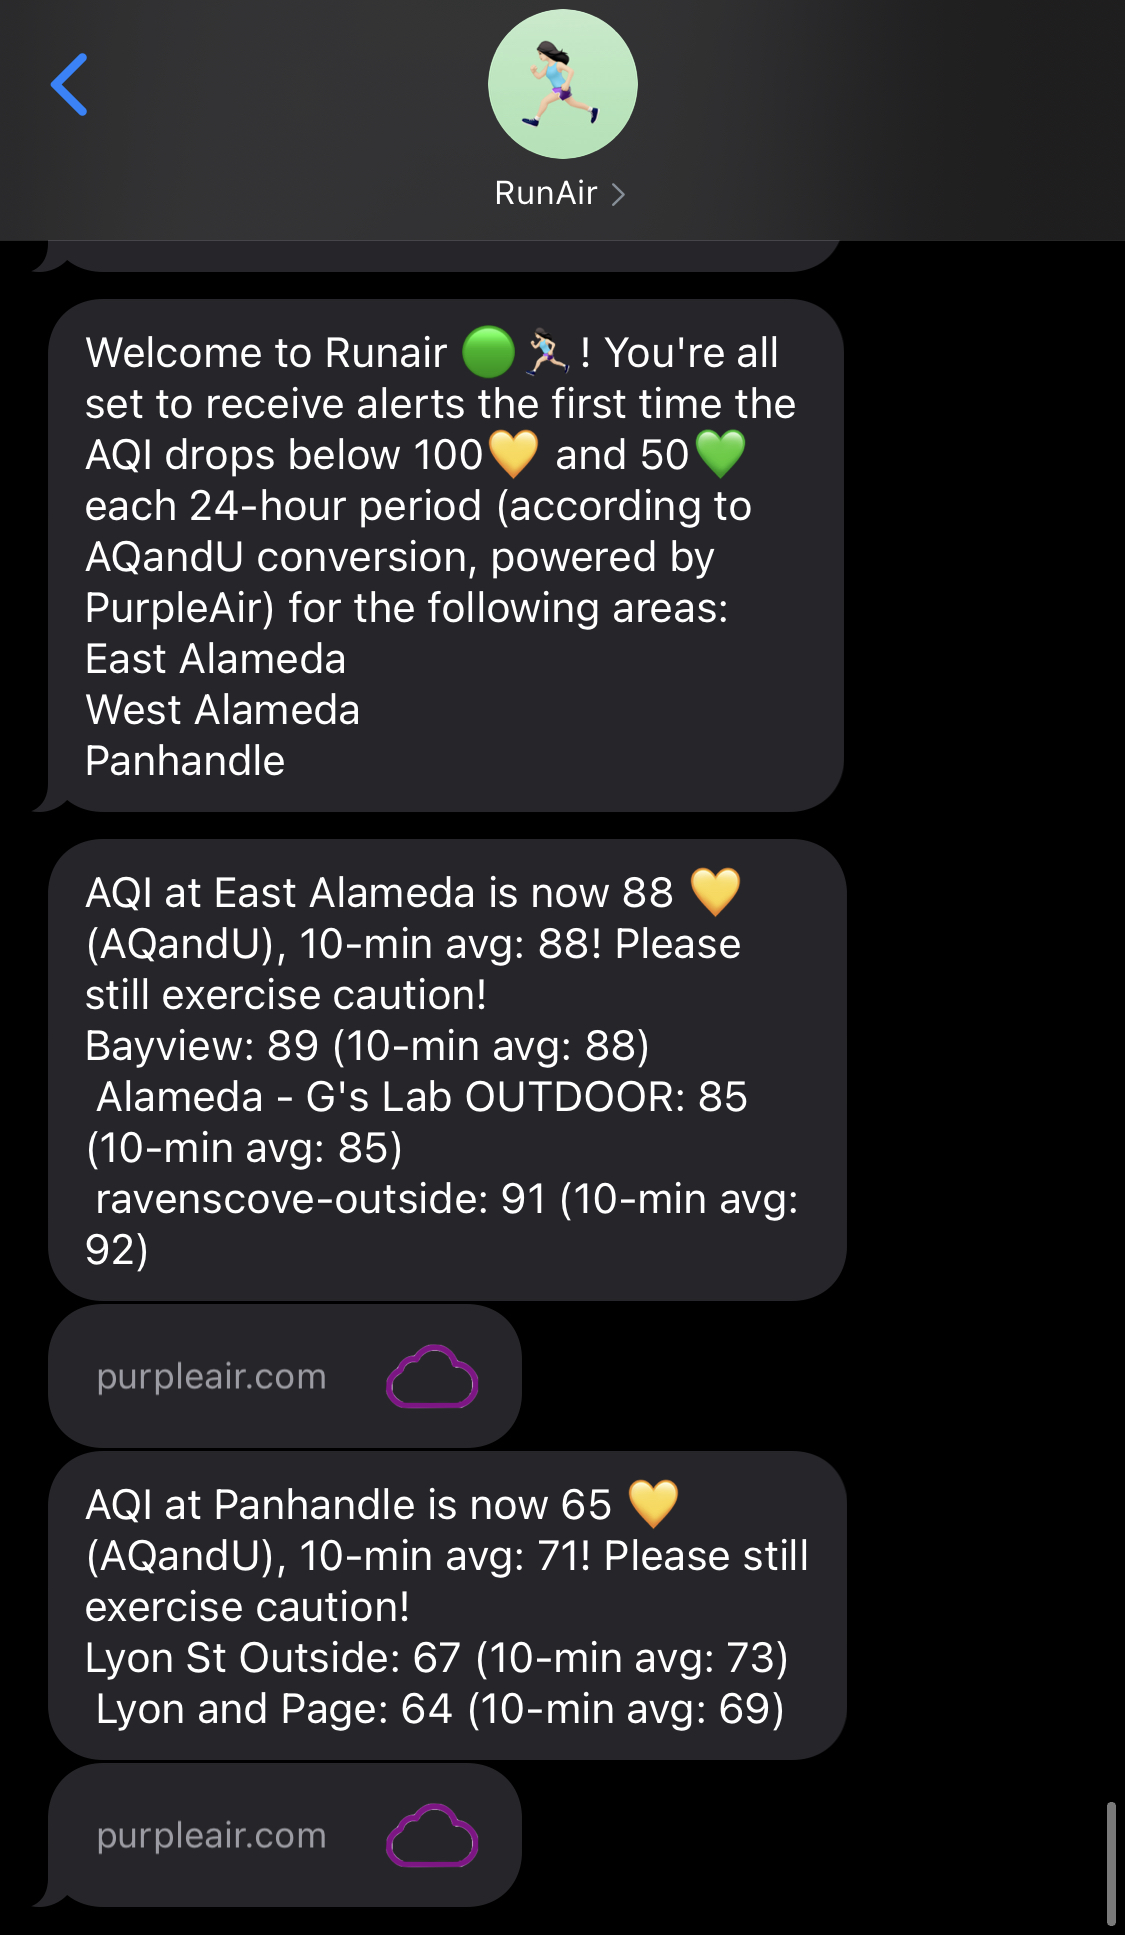 RunAir
Welcome to Runair 🟢🏃🏻‍♀️! You're all
set to receive alerts the first time the
AQI drops below 100💛 and 50💚
each 24-hour period (according to
AQandU conversion, powered by
PurpleAir) for the following areas:
East Alameda
West Alameda
Panhandle
AQI at East Alameda is now 88 💛
(AQandU), 10-min avg: 88! Please
still exercise caution!
Bayview: 89 (10-min avg: 88)
Alameda - G's Lab OUTDOOR: 85
(10-min avg: 85)
ravenscove-outside: 91 (10-min avg:
92)
purpleair.com
AQI at Panhandle is now 65 💛
(AQandU), 10-min avg: 71! Please still
exercise caution!
Lyon St Outside: 67 (10-min avg: 73)
Lyon and Page: 64 (10-min avg: 69)
purpleair.com